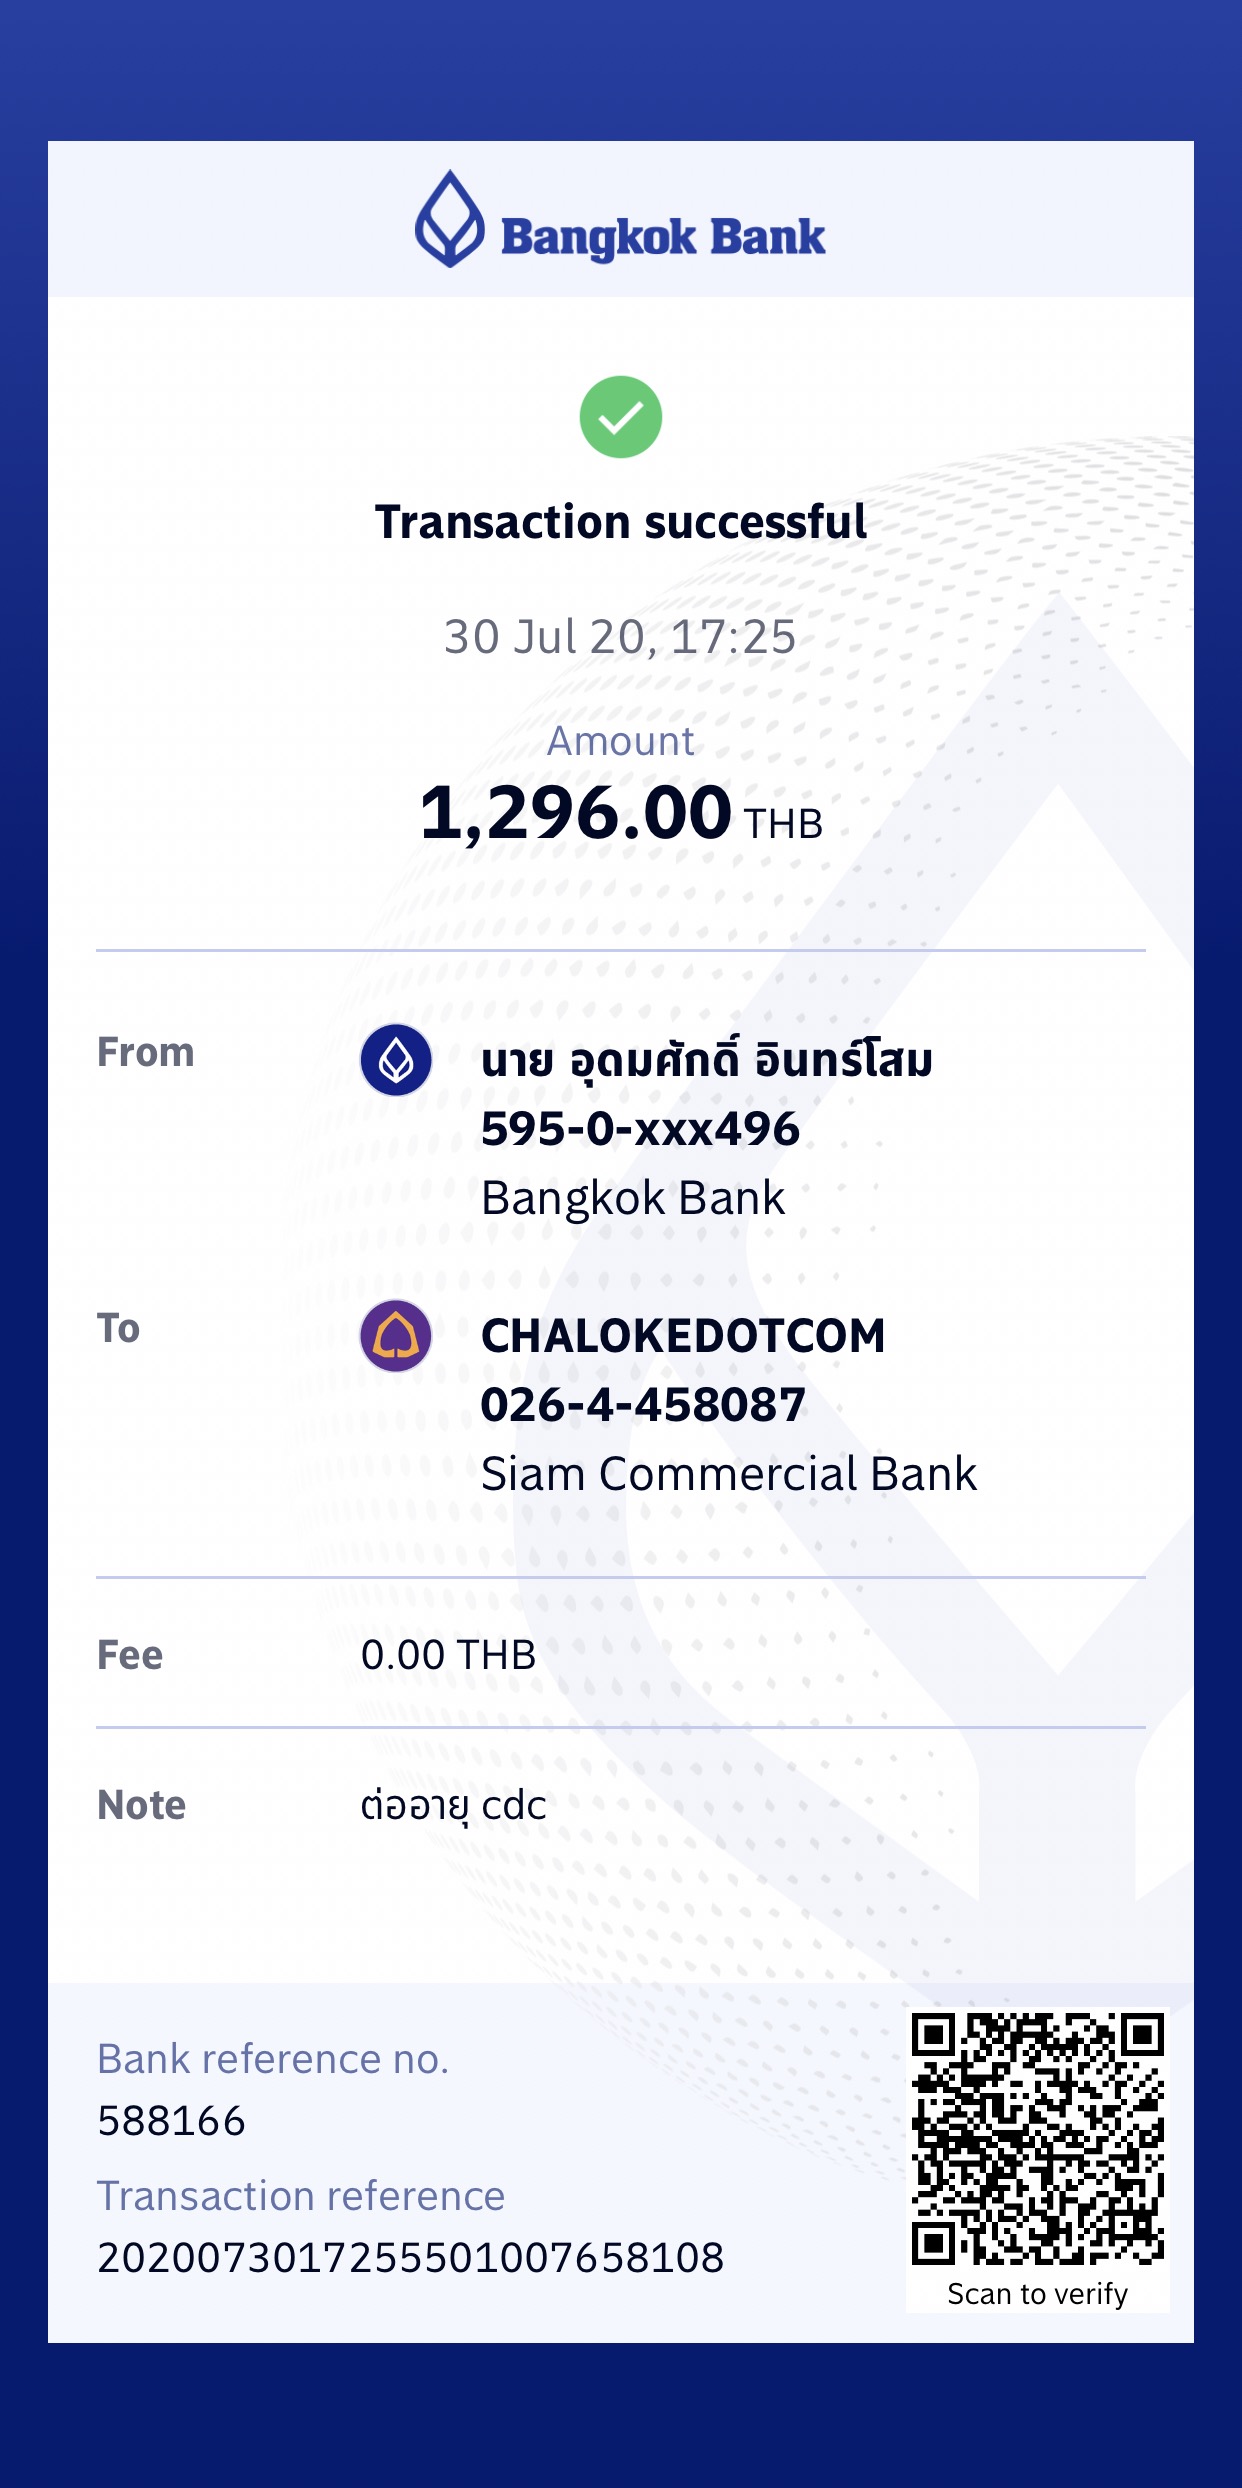 Bangkok Bank
Transaction successful
30 Jul 20, 17:25
Amount
1,296.00 THB
From
นาย อุดมศักดิ์ อินทร์โสม
595-0-xxx496
Bangkok Bank
To
CHALOKEDOTCOM
026-4-458087
Siam Commercial Bank
Fee 0.00 THB
Note ต่ออายุ cdc
Bank reference no.
588166
Transaction reference
2020073017255501007658108
Scan to verify